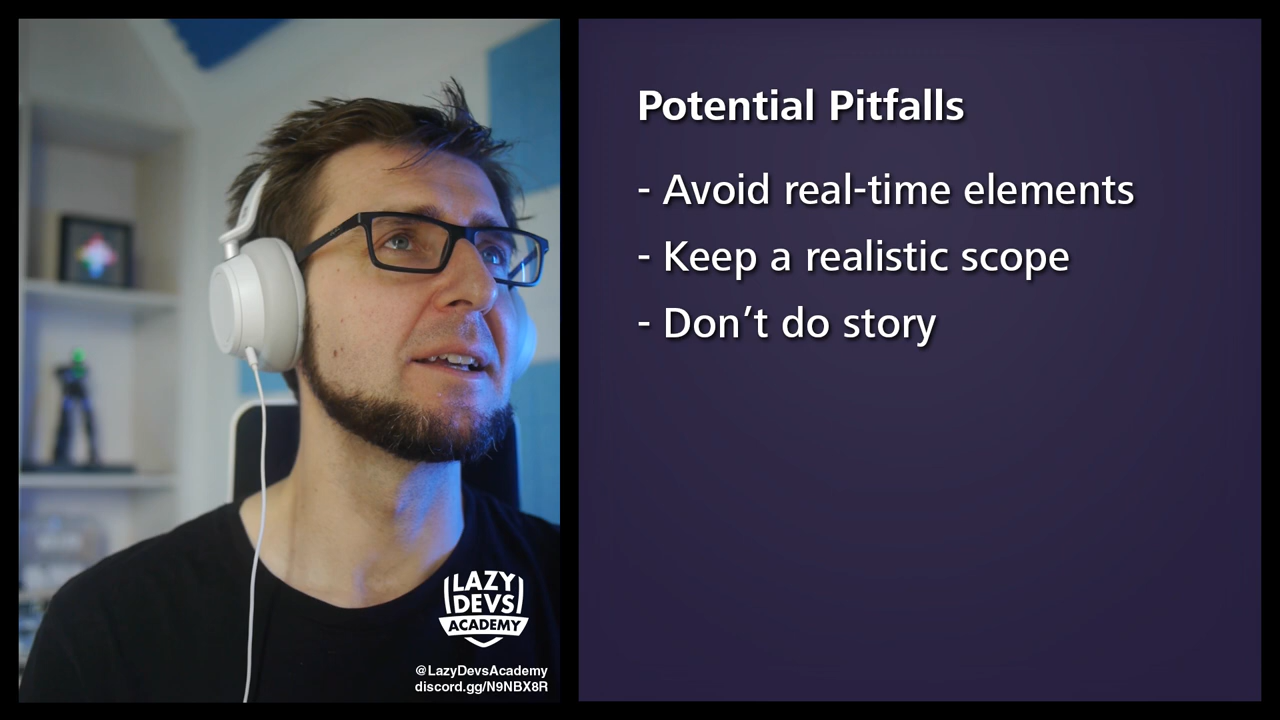 Potential Pitfalls
- Avoid real-time elements
- Keep a realistic scope
- Don’t do story
LAZY
DEVS
ACADEMY
@LazyDevsAcademy
discord.gg/N9NBX8R